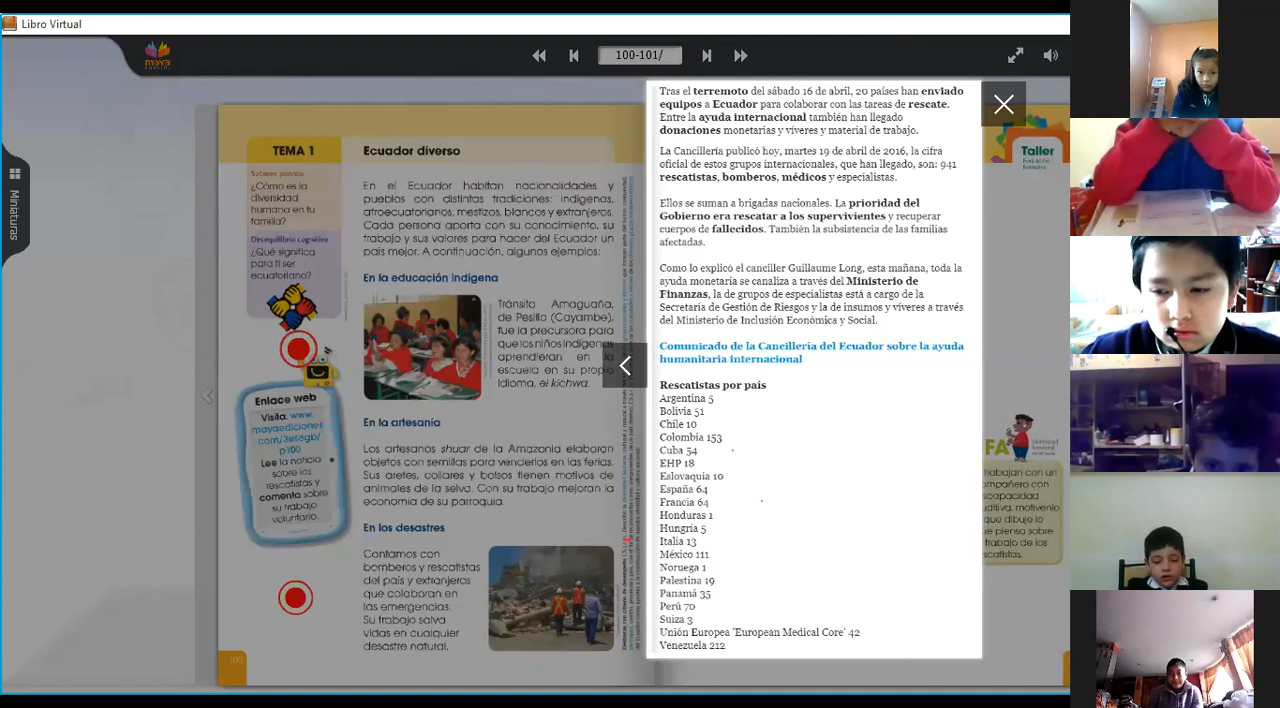 Libro Virtual
maya
100-101/
Miniaturas
TEMA 1
Ecuador diverso
Saberes previos
¿Cómo es la
diversidad
humana en tu
familia?
Desequilibrio cognitivo
¿Qué significa
para ti ser
ecuatoriano?
En el Ecuador habitan nacionalidades y
pueblos con distintas tradiciones: indígenas,
afroecuatorianos, mestizos, blancos y extranjeros.
Cada persona aporta con su conocimiento, su
trabajo y sus valores para hacer del Ecuador un
país mejor. A continuación, algunos ejemplos:
En la educación indígena
Tránsito Amaguaña,
de Pesillo (Cayambe),
fue la precursora para
que los niños indígenas
aprendieran en la
escuela en su propio
idioma, el kichwa.
Enlace web
Visita: www.
mayaediciones
com/3esegb/
p100
Lee la noticia
sobre los
rescatistas y
comenta sobre
su trabajo
voluntario.
En la artesanía
Los artesanos shuar de la Amazonía elaboran
objetos con semillas para venderlos en las ferias.
Sus aretes, collares y bolsos tienen motivos de
animales de la selva. Con su trabajo mejoran la
economía de su parroquia.
En los desastres
Contamos con
bomberos y rescatistas
del país y extranjeros
que colaboran en
las emergencias.
Su trabajo salva
vidas en cualquier
desastre natural.
100
Tras el terremoto del sábado 16 de abril, 20 países han enviado
equipos a Ecuador para colaborar con las tareas de rescate.
Entre la ayuda internacional también han llegado
donaciones monetarias y víveres y material de trabajo.
La Cancillería publicó hoy, martes 19 de abril de 2016, la cifra
oficial de estos grupos internacionales, que han llegado, son: 941
rescatistas, bomberos, médicos y especialistas.
Ellos se suman a brigadas nacionales. La prioridad del
Gobierno era rescatar a los supervivientes y recuperar
cuerpos de fallecidos. También la subsistencia de las familias
afectadas.
Como lo explicó el canciller Guillaume Long, esta mañana, toda la
ayuda monetaria se canaliza a través del Ministerio de
Finanzas, la de grupos de especialistas está a cargo de la
Secretaría de Gestión de Riesgos y la de insumos y víveres a través
del Ministerio de Inclusión Económica y Social.
Comunicado de la Cancillería del Ecuador sobre la ayuda
humanitaria internacional
Rescatistas por país
Argentina 5
Bolivia 51
Chile 10
Colombia 153
Cuba 54
EHP 18
Eslovaquia 10
España 64
Francia 64
Honduras 1
Hungría 5
Italia 13
México 111
Noruega 1
Palestina 19
Panamá 35
Perú 70
Suiza 3
Unión Europea 'European Medical Core' 42
Venezuela 212
Taller
FA
trabajan con un
ompañero con
scapacidad
uditiva, motívenlo
que dibuje lo
que piensa sobre
trabajo de los
scatistas.